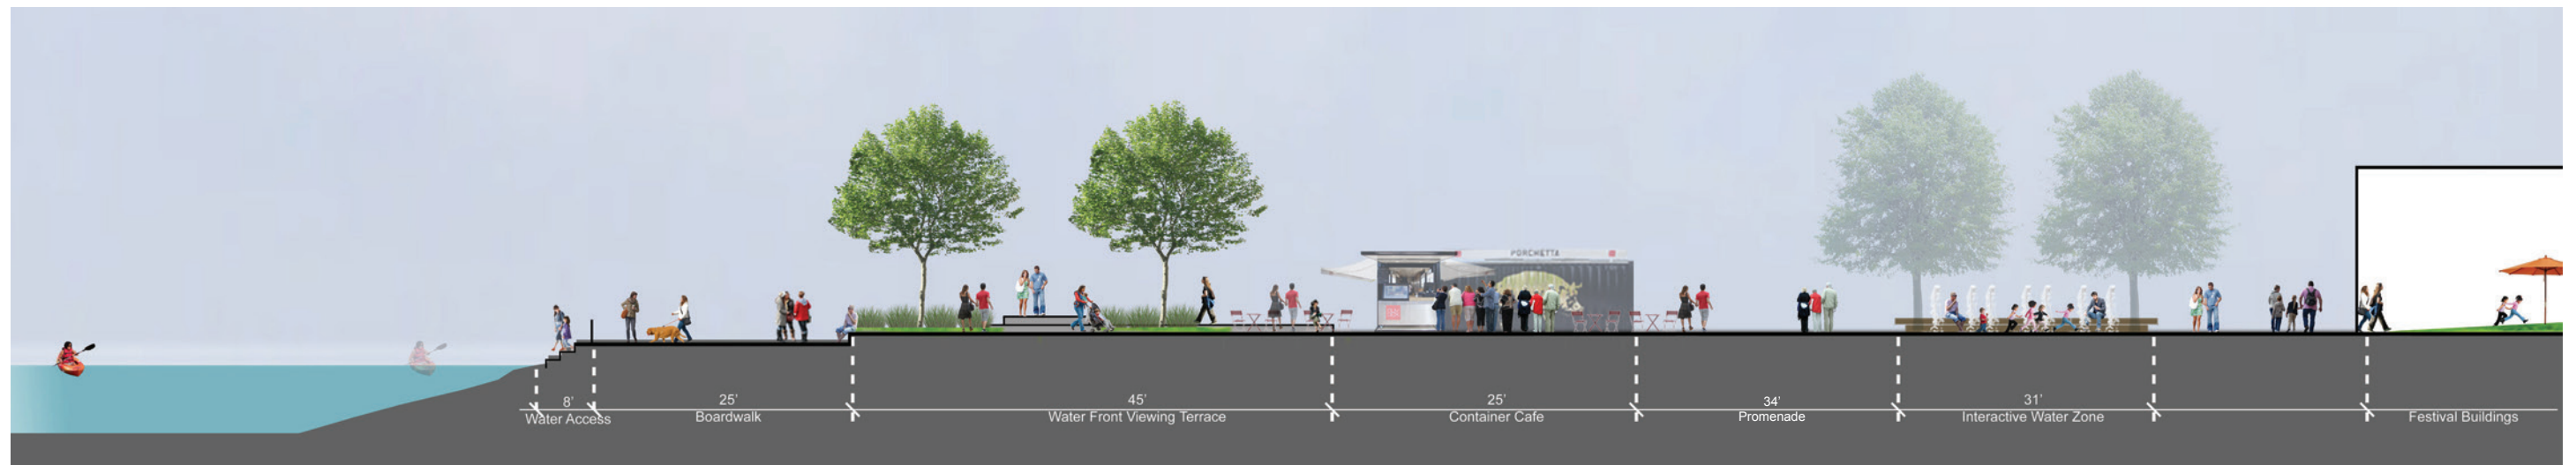 PORCHETTA
8'
Water Access
25'
Boardwalk
45'
Water Front Viewing Terrace
25'
Container Cafe
34'
Promenade
31'
Interactive Water Zone
Festival Buildings